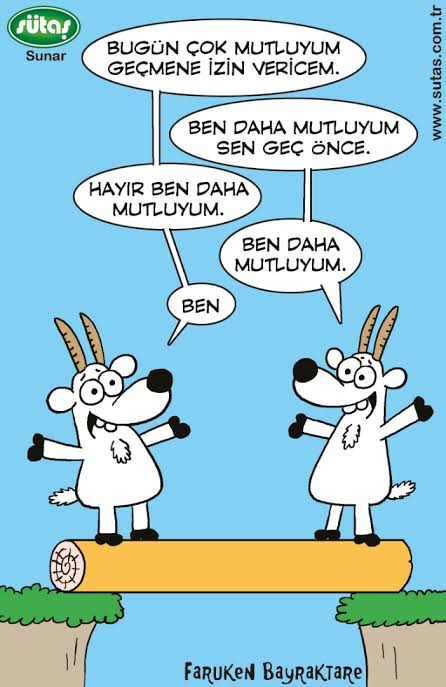 sütaş
Sunar
www.sutas.com.tr
BUGÜN ÇOK MUTLUYUM
GEÇMENE İZİN VERİCEM.
BEN DAHA MUTLUYUM
SEN GEÇ ÖNCE.
HAYIR BEN DAHA
MUTLUYUM.
BEN DAHA
MUTLUYUM.
BEN
FARUKEN BAYRAKTARE